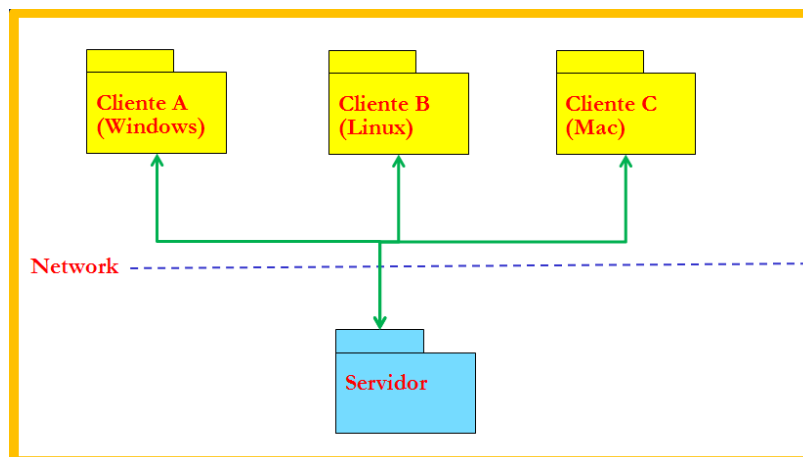 Cliente A
(Windows)
Cliente B
(Linux)
Cliente C
(Mac)
Network
Servidor